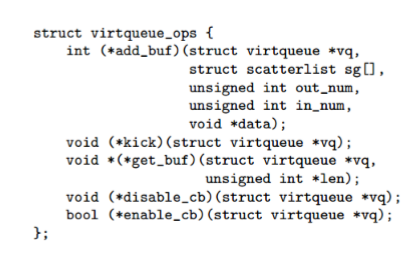 struct virtqueue_ops {
    int (*add_buf)(struct virtqueue *vq,
                   struct scatterlist sg[],
                   unsigned int out_num,
                   unsigned int in_num,
                   void *data);
    void (*kick)(struct virtqueue *vq);
    void *(*get_buf)(struct virtqueue *vq,
                     unsigned int *len);
    void (*disable_cb)(struct virtqueue *vq);
    bool (*enable_cb)(struct virtqueue *vq);
};